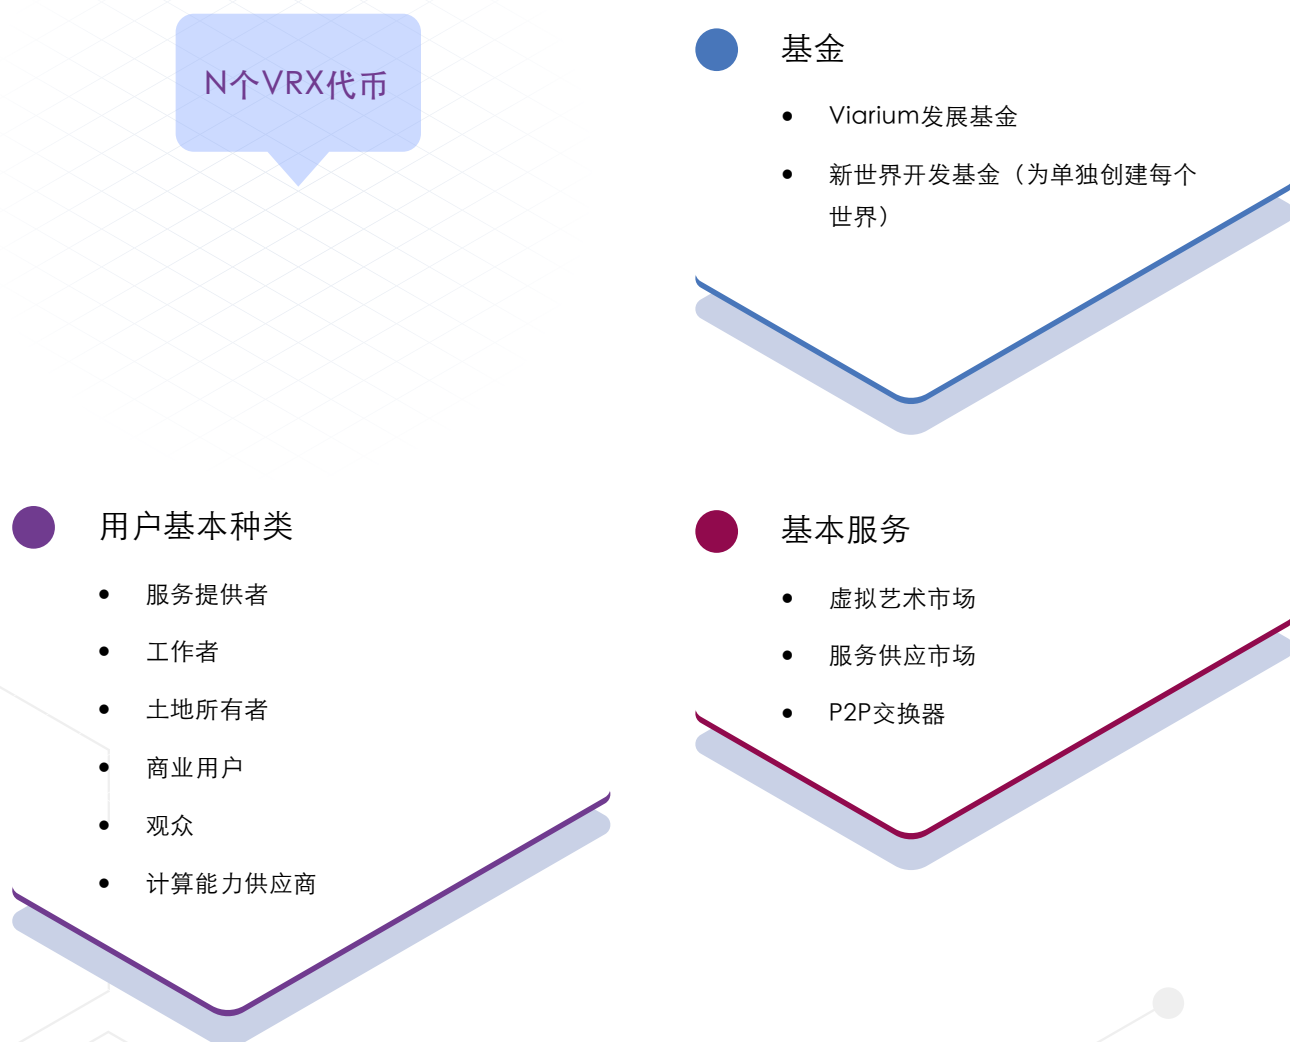 N个VRX代币
基金
Viarium发展基金
新世界开发基金（为单独创建每个
世界）
用户基本种类
服务提供者
工作者
土地所有者
商业用户
观众
计算能力供应商
基本服务
虚拟艺术市场
服务供应市场
P2P交换器